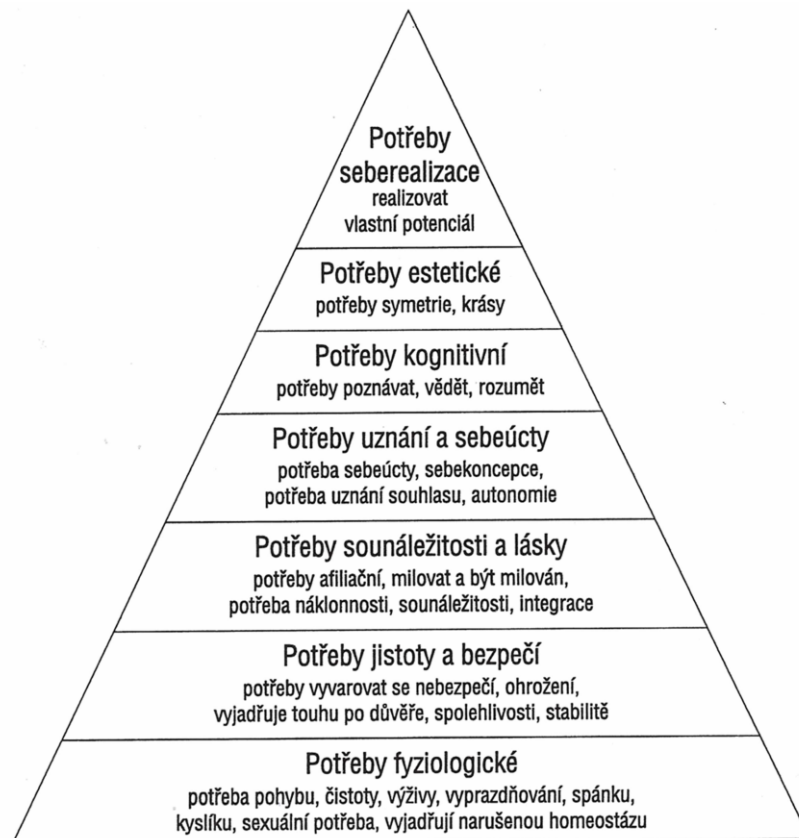 Potřeby
seberealizace
realizovat
vlastní potenciál
Potřeby estetické
potřeby symetrie, krásy
Potřeby kognitivní
potřeby poznávat, vědět, rozumět
Potřeby uznání a sebeúcty
potřeba sebeúcty, sebekoncepce,
potřeba uznání souhlasu, autonomie
Potřeby sounáležitosti a lásky
potřeby afiliační, milovat a být milován,
potřeba náklonnosti, sounáležitosti, integrace
Potřeby jistoty a bezpečí
potřeby vyvarovat se nebezpečí, ohrožení,
vyjadřuje touhu po důvěře, spolehlivosti, stabilitě
Potřeby fyziologické
potřeba pohybu, čistoty, výživy, vyprazdňování, spánku,
kyslíku, sexuální potřeba, vyjadřují narušenou homeostázu